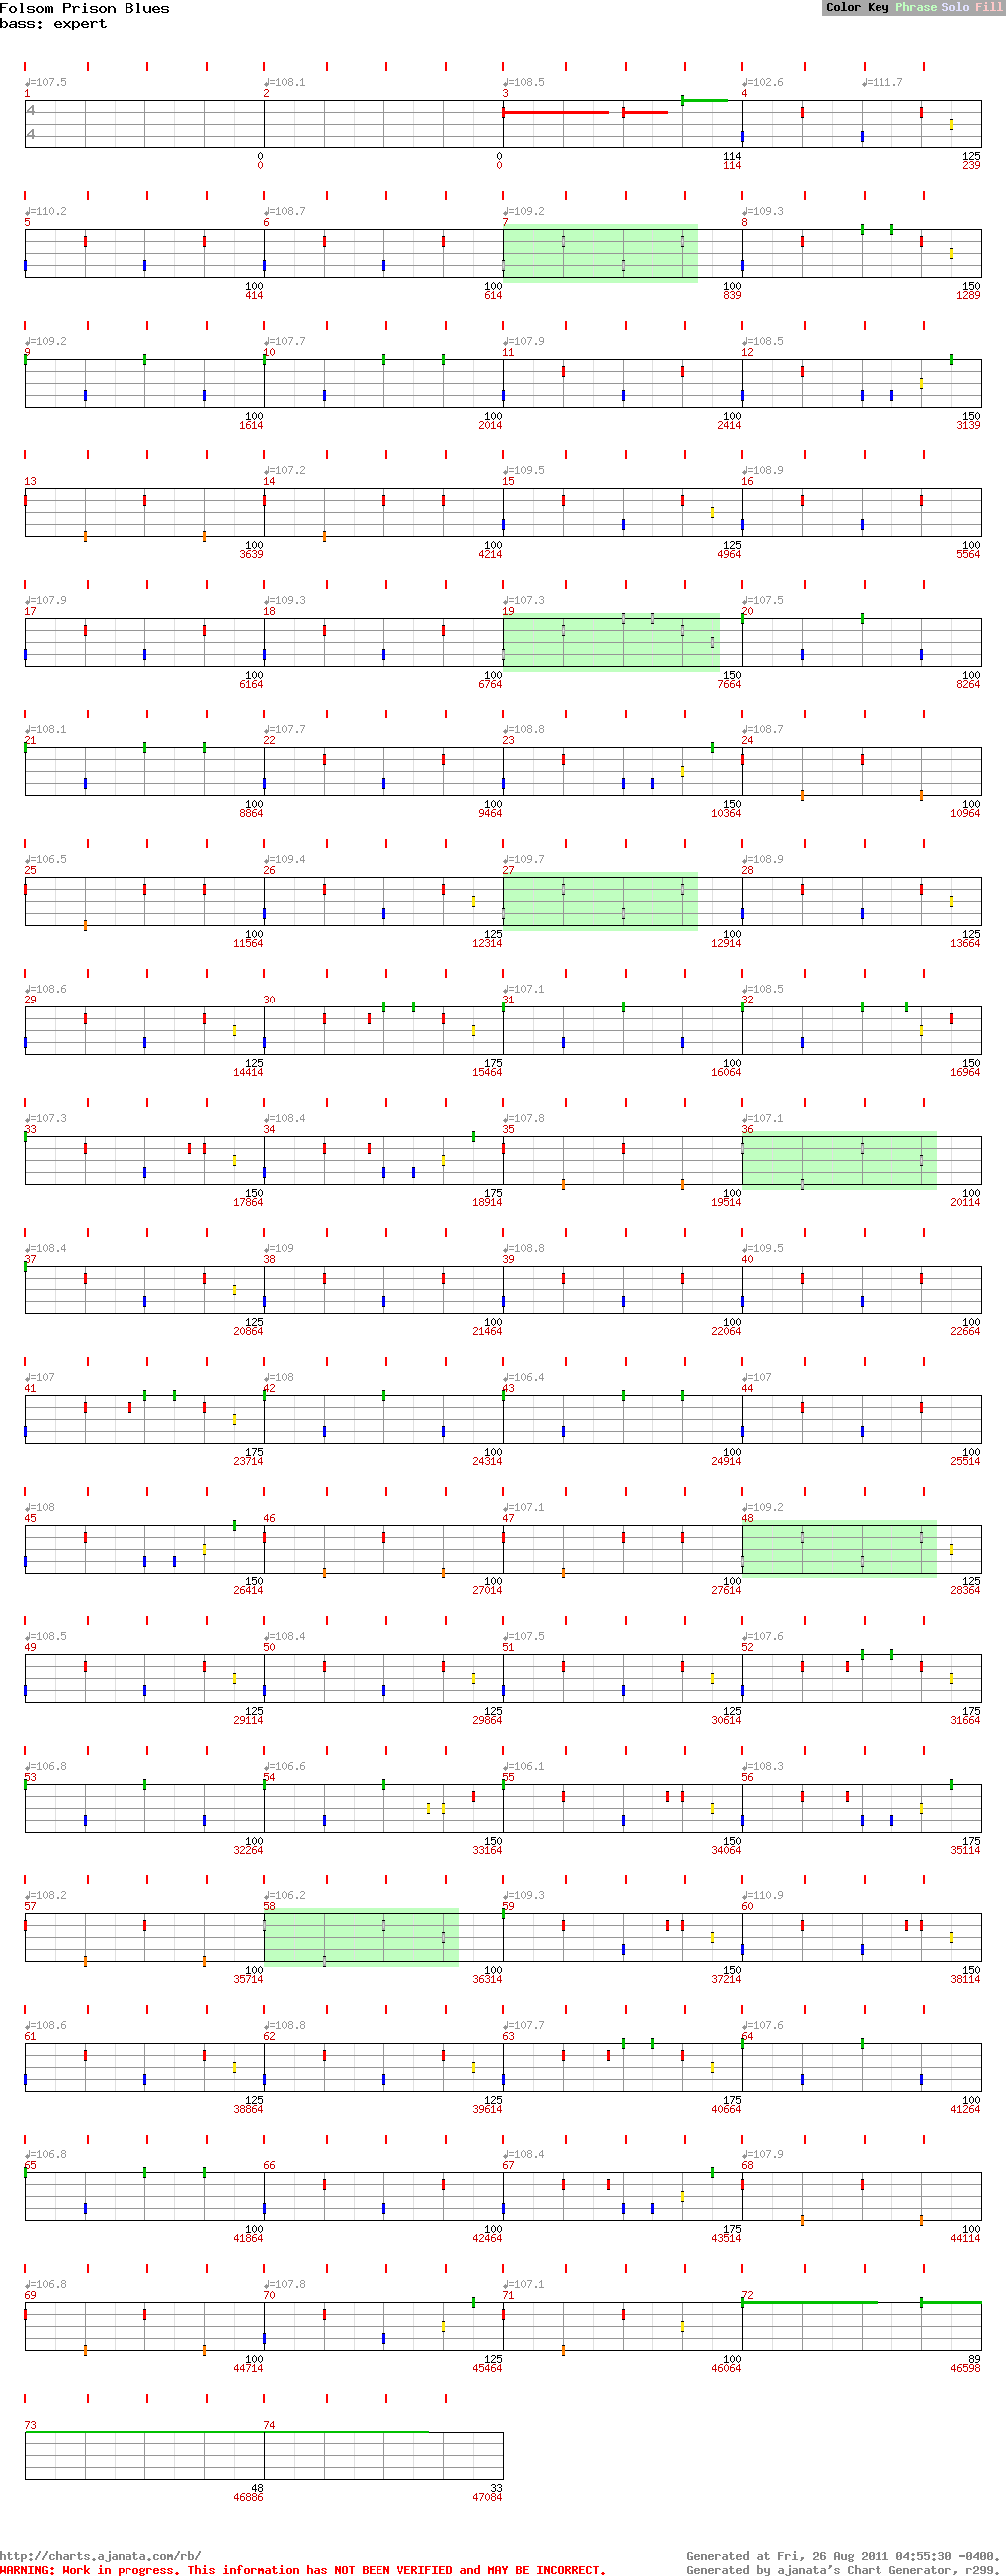 Folsom Prison Blues
Color Key Phrase Solo Fill
bass: expert
♩=107.5 ♩=108.1 ♩=108.5 ♩=102.6 ♩=111.7
1 2 3 4
4
4
0 0 114 125
0 0 114 239
♩=110.2 ♩=108.7 ♩=109.2 ♩=109.3
5 6 7 8
100 100 100 150
414 614 839 1289
♩=109.2 ♩=107.7 ♩=107.9 ♩=108.5
9 10 11 12
100 100 100 150
1614 2014 2414 3139
♩=107.2 ♩=109.5 ♩=108.9
13 14 15 16
100 100 125 100
3639 4214 4964 5564
♩=107.9 ♩=109.3 ♩=107.3 ♩=107.5
17 18 19 20
100 100 150 100
6164 6764 7664 8264
♩=108.1 ♩=107.7 ♩=108.8 ♩=108.7
21 22 23 24
100 100 150 100
8864 9464 10364 10964
♩=106.5 ♩=109.4 ♩=109.7 ♩=108.9
25 26 27 28
100 125 100 125
11564 12314 12914 13664
♩=108.6 ♩=107.1 ♩=108.5
29 30 31 32
125 175 100 150
14414 15464 16064 16964
♩=107.3 ♩=108.4 ♩=107.8 ♩=107.1
33 34 35 36
150 175 100 100
17864 18914 19514 20114
♩=108.4 ♩=109 ♩=108.8 ♩=109.5
37 38 39 40
125 100 100 100
20864 21464 22064 22664
♩=107 ♩=108 ♩=106.4 ♩=107
41 42 43 44
175 100 100 100
23714 24314 24914 25514
♩=108 ♩=107.1 ♩=109.2
45 46 47 48
150 100 100 125
26414 27014 27614 28364
♩=108.5 ♩=108.4 ♩=107.5 ♩=107.6
49 50 51 52
125 125 125 175
29114 29864 30614 31664
♩=106.8 ♩=106.6 ♩=106.1 ♩=108.3
53 54 55 56
100 150 150 175
32264 33164 34064 35114
♩=108.2 ♩=106.2 ♩=109.3 ♩=110.9
57 58 59 60
100 100 150 150
35714 36314 37214 38114
♩=108.6 ♩=108.8 ♩=107.7 ♩=107.6
61 62 63 64
125 125 175 100
38864 39614 40664 41264
♩=106.8 ♩=108.4 ♩=107.9
65 66 67 68
100 100 175 100
41864 42464 43514 44114
♩=106.8 ♩=107.8 ♩=107.1
69 70 71 72
100 125 100 89
44714 45464 46064 46598
73 74
48 33
46886 47084
http://charts.ajanata.com/rb/
Generated at Fri, 26 Aug 2011 04:55:30 -0400.
WARNING: Work in progress. This information has NOT BEEN VERIFIED and MAY BE INCORRECT.
Generated by ajanata's Chart Generator, r299.